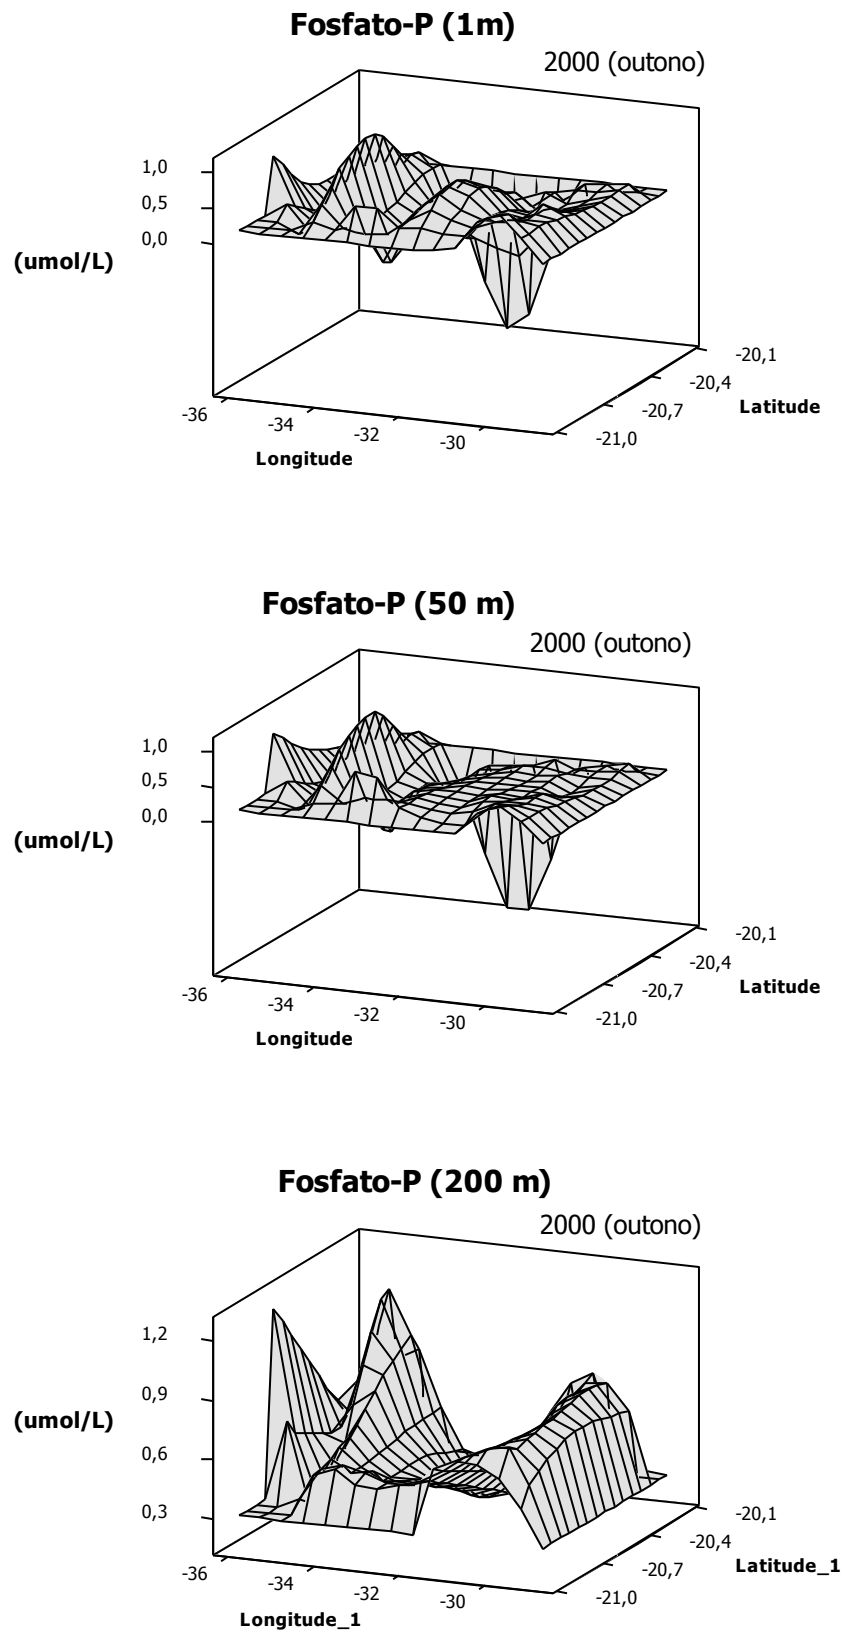 Fosfato-P (1m)
2000 (outono)
1,0
0,5
0,0
(umol/L)
-36
-34
-32
-30
Longitude
-20,1
-20,4
-20,7
-21,0
Latitude
Fosfato-P (50 m)
2000 (outono)
1,0
0,5
0,0
(umol/L)
-36
-34
-32
-30
Longitude
-20,1
-20,4
-20,7
-21,0
Latitude
Fosfato-P (200 m)
2000 (outono)
1,2
0,9
0,6
0,3
(umol/L)
-36
-34
-32
-30
Longitude_1
-20,1
-20,4
-20,7
-21,0
Latitude_1